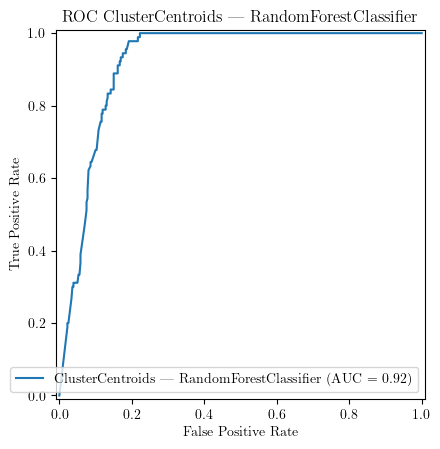 ROC ClusterCentroids — RandomForestClassifier
1.0
0.8
0.6
0.4
0.2
0.0
True Positive Rate
ClusterCentroids — RandomForestClassifier (AUC = 0.92)
0.0 0.2 0.4 0.6 0.8 1.0
False Positive Rate